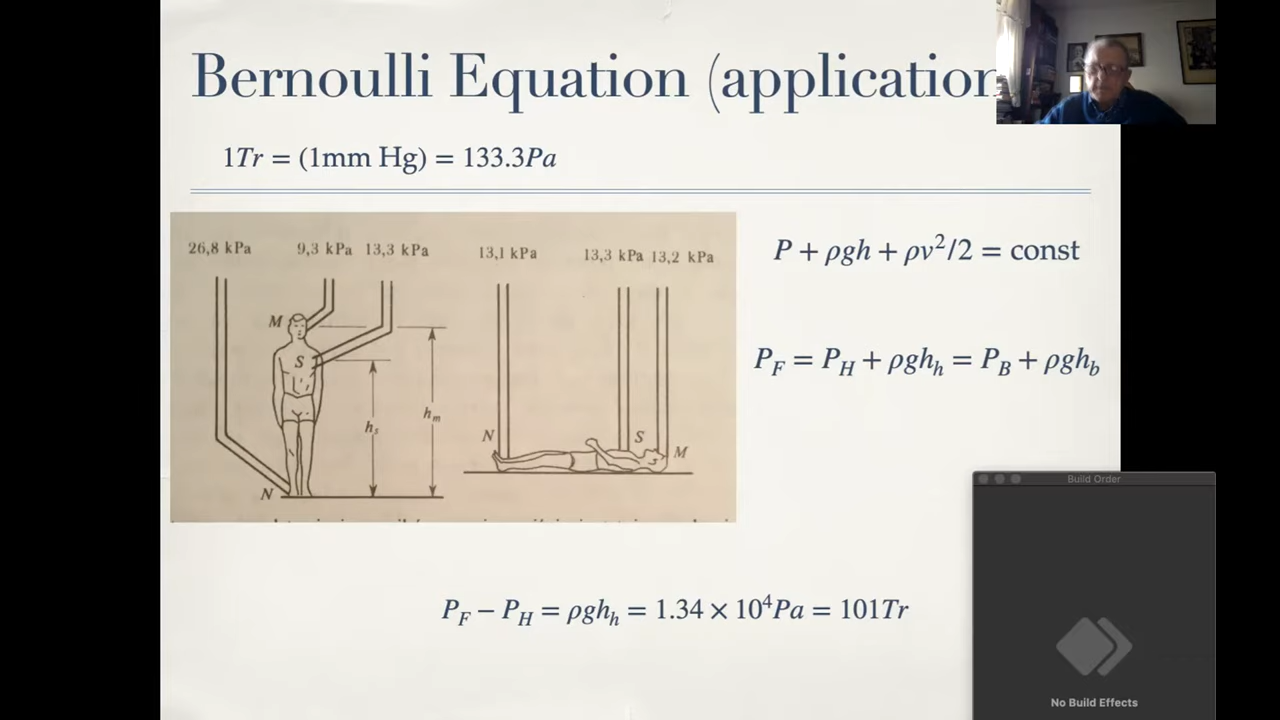 Bernoulli Equation (application
1Tr = (1mm Hg) = 133.3Pa
26,8 kPa 9,3 kPa 13,3 kPa 13,1 kPa 13,3 kPa 13,2 kPa
P + ρgh + ρv²/2 = const
M
S
h_s
h_m
N
N
S
M
P_F = P_H + ρgh_h = P_B + ρgh_b
P_F − P_H = ρgh_h = 1.34 × 10⁴Pa = 101Tr
Build Order
No Build Effects